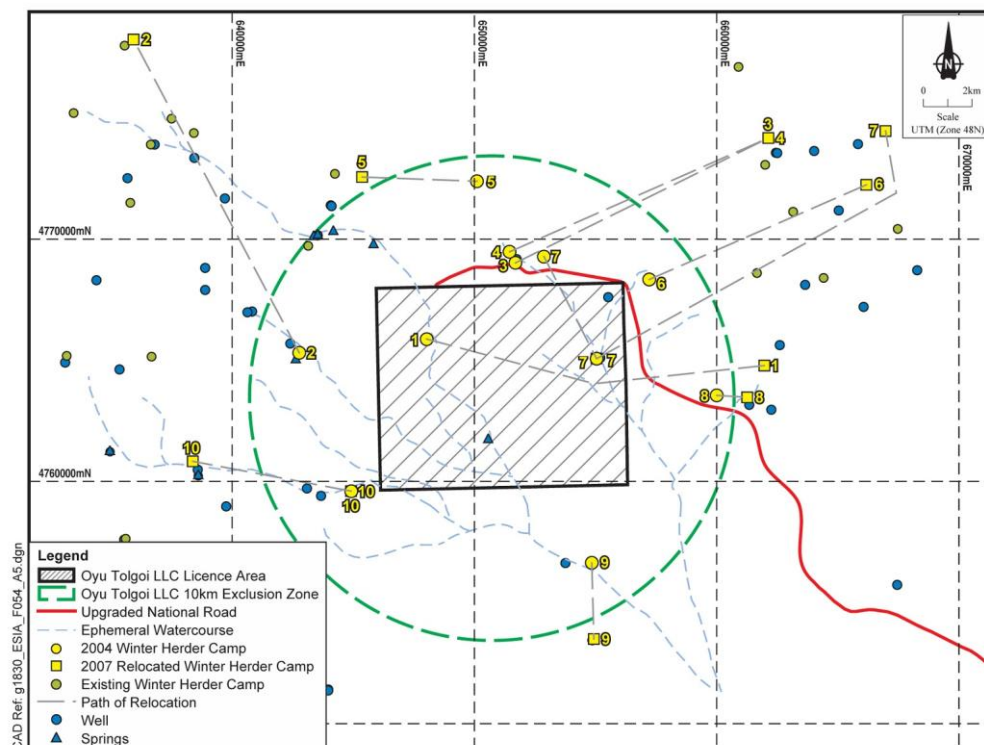 640000mE
650000mE
660000mE
670000mE
N
0 2km
Scale
UTM (Zone 48N)
2
3
4
7
5
5
6
4770000mN
4
3
7
6
1
2
7 7
1
8 8
10
4760000mN
10
10
9
9
Legend
Oyu Tolgoi LLC Licence Area
Oyu Tolgoi LLC 10km Exclusion Zone
Upgraded National Road
Ephemeral Watercourse
2004 Winter Herder Camp
2007 Relocated Winter Herder Camp
Existing Winter Herder Camp
Path of Relocation
Well
Springs
CAD Ref: g1830_ESIA_F054_A5.dgn